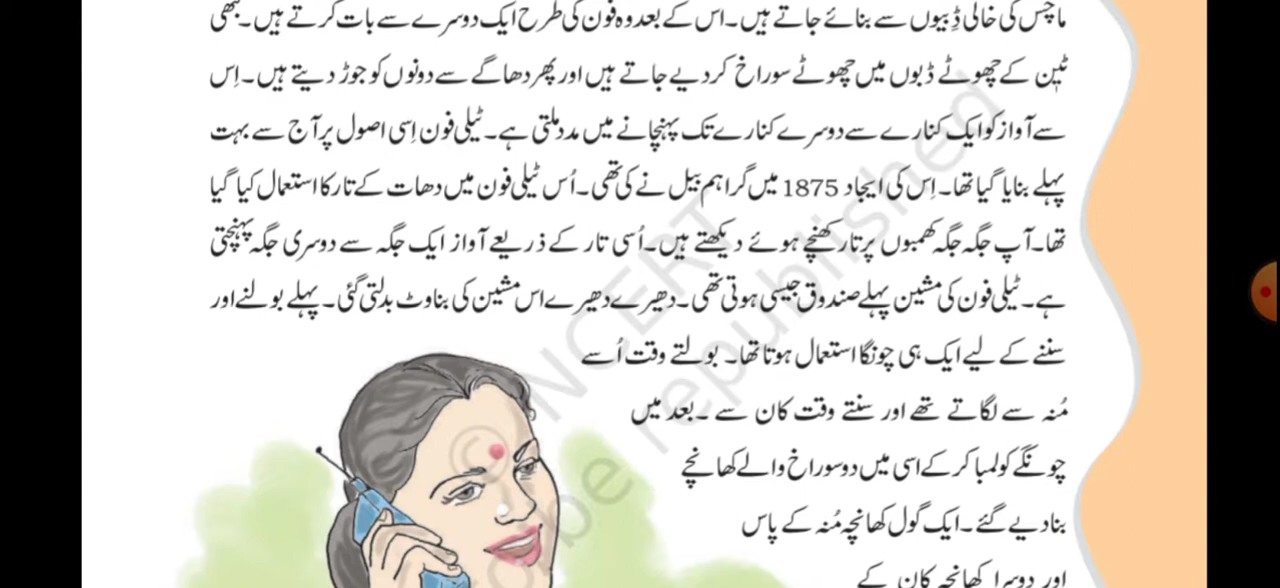 ماچس کی خالی ڈِبیوں سے بنائے جاتے ہیں۔ اس کے بعد وہ فون کی طرح ایک دوسرے سے بات کرتے ہیں۔ کبھی
ٹین کے چھوٹے ڈبوں میں چھوٹے سوراخ کردیے جاتے ہیں اور پھر دھاگے سے دونوں کو جوڑ دیتے ہیں۔ اِس
سے آواز کو ایک کنارے سے دوسرے کنارے تک پہنچانے میں مدد ملتی ہے۔ ٹیلی فون اِسی اصول پر آج سے بہت
پہلے بنایا گیا تھا۔ اِس کی ایجاد 1875 میں گراہم بیل نے کی تھی۔ اُس ٹیلی فون میں دھات کے تار کا استعمال کیا گیا
تھا۔ آپ جگہ جگہ کھمبوں پر تار کھنچے ہوئے دیکھتے ہیں۔ اُسی تار کے ذریعے آواز ایک جگہ سے دوسری جگہ پہنچتی
ہے۔ ٹیلی فون کی مشین پہلے صندوق جیسی ہوتی تھی۔ دھیرے دھیرے اس مشین کی بناوٹ بدلتی گئی۔ پہلے بولنے اور
سننے کے لیے ایک ہی چونگا استعمال ہوتا تھا۔ بولتے وقت اُسے
مُنہ سے لگاتے تھے اور سنتے وقت کان سے ۔ بعد میں
چونگے کو لمبا کر کے اسی میں دو سوراخ والے کھانچے
بنادیے گئے۔ ایک گول کھانچہ مُنہ کے پاس
اور دوسرا کھانچہ کان کے
© NCERT
be republished